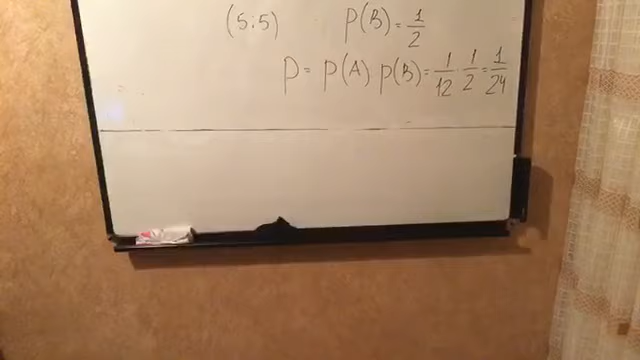 (5;5) P(B)=1/2
P= P(A) · P(B)=1/12 · 1/2=1/24